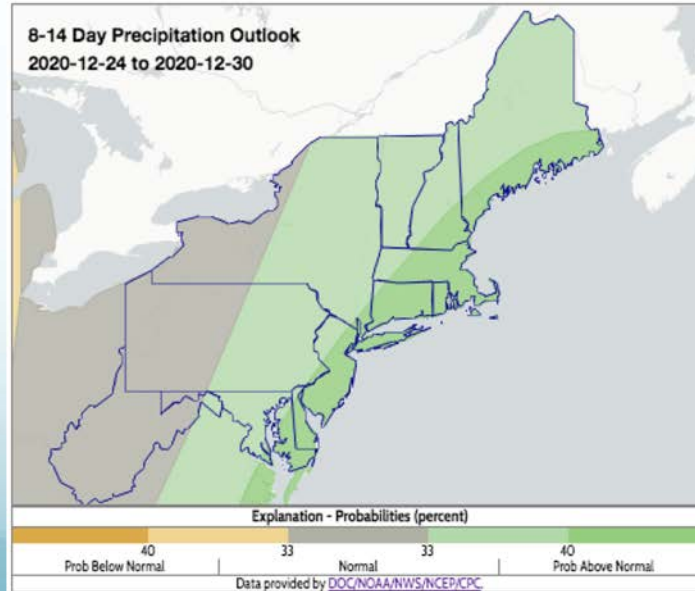 8-14 Day Precipitation Outlook
2020-12-24 to 2020-12-30
Explanation - Probabilities (percent)
40 33 33 40
Prob Below Normal Normal Prob Above Normal
Data provided by DOC/NOAA/NWS/NCEP/CPC.